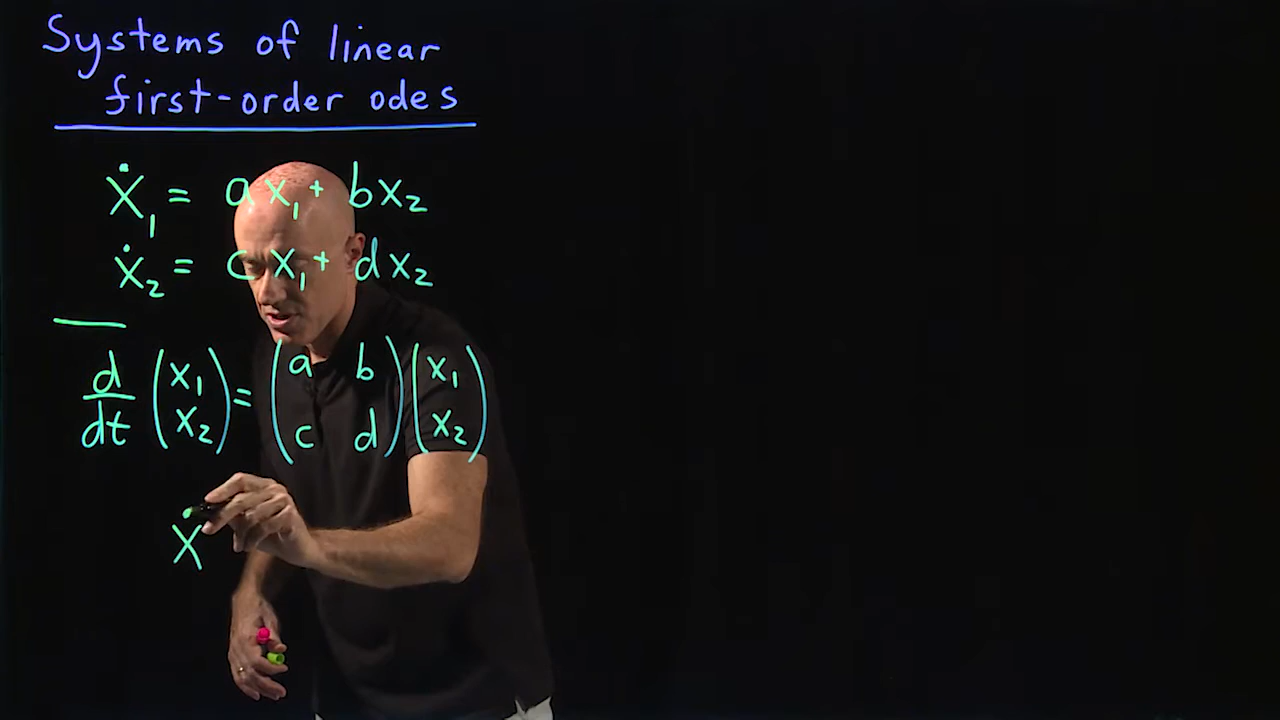 Systems of linear
first-order odes
ẋ₁ = ax₁ + bx₂
ẋ₂ = cx₁ + dx₂
d/dt (x₁ x₂) = (a b c d)(x₁ x₂)
ẋ